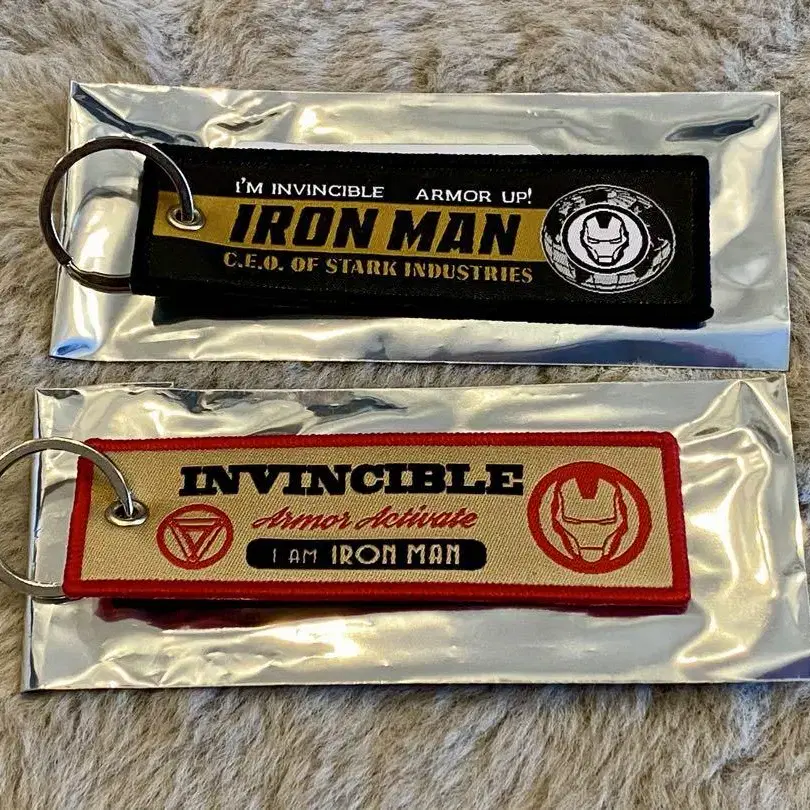 I'M INVINCIBLE ARMOR UP!
IRON MAN
C.E.O. OF STARK INDUSTRIES
INVINCIBLE
Armor Activate
I AM IRON MAN